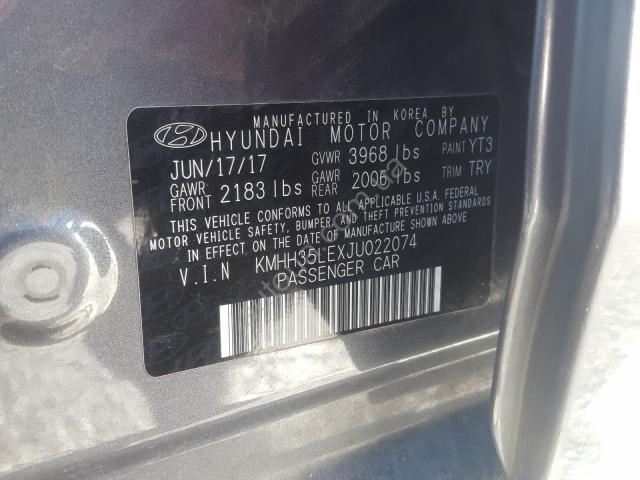 MANUFACTURED IN KOREA BY
HYUNDAI MOTOR COMPANY
JUN/17/17 GVWR 3968 lbs PAINT YT3
GAWR FRONT 2183 lbs GAWR REAR 2006 lbs TRIM TRY
THIS VEHICLE CONFORMS TO ALL APPLICABLE U.S.A. FEDERAL
MOTOR VEHICLE SAFETY, BUMPER, AND THEFT PREVENTION STANDARDS
IN EFFECT ON THE DATE OF MANUFACTURE SHOWN ABOVE.
V.I.N KMHH35LEXJU022074
PASSENGER CAR